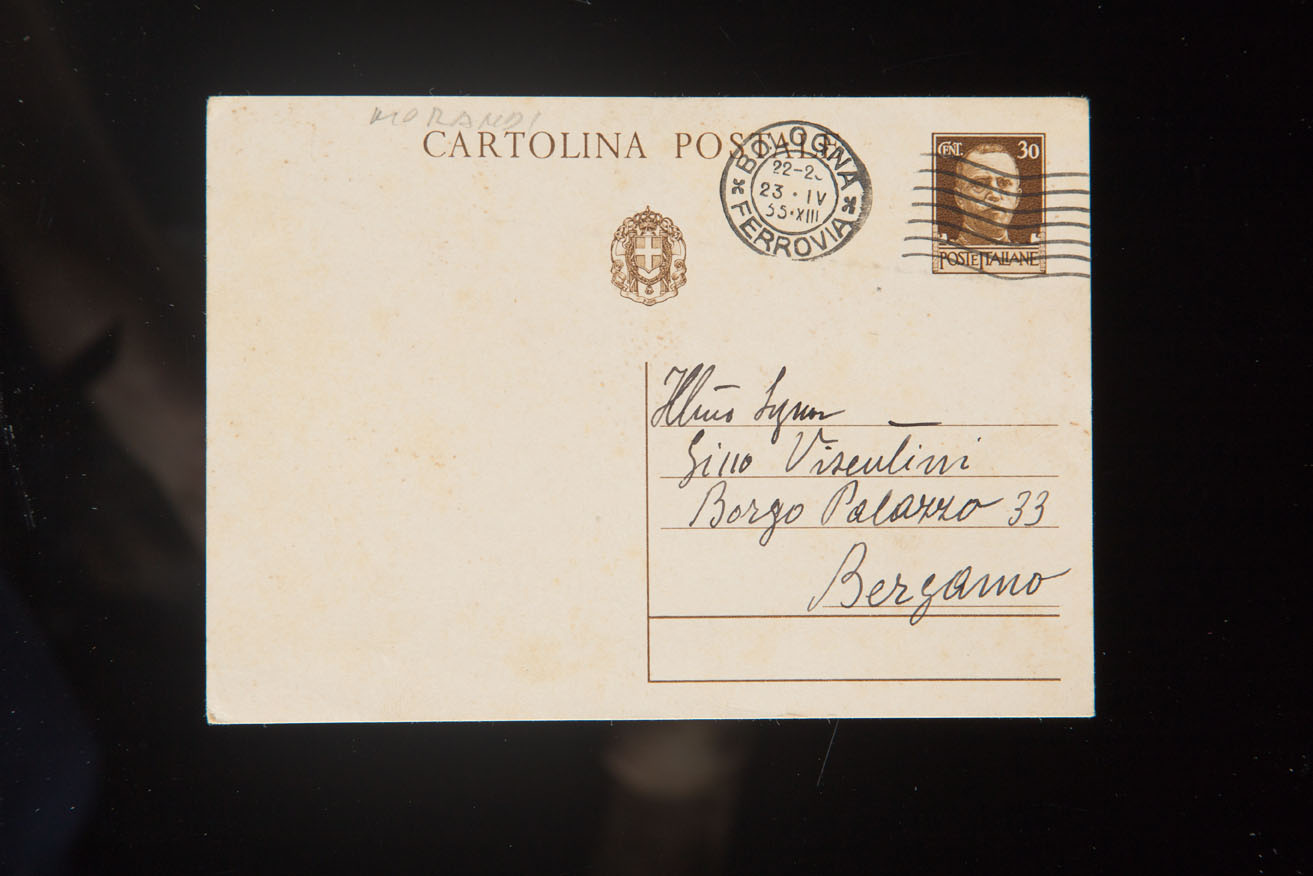 MORANDI
CARTOLINA POSTALE
BOLOGNA
22-2
23 · IV
35·XIII
FERROVIA
CENT. 30
POSTE ITALIANE
Illm̃o Signor
Gino Visentini
Borgo Palazzo 33
Bergamo